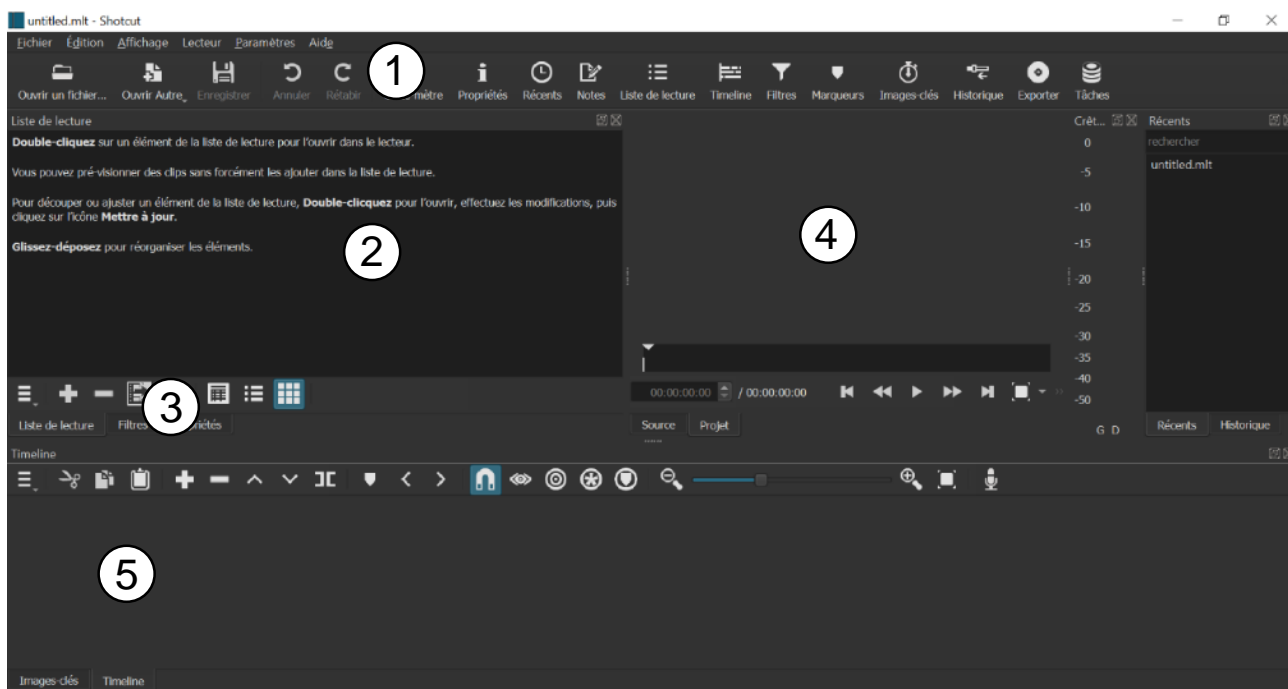 untitled.mlt - Shotcut
Fichier Édition Affichage Lecteur Paramètres Aide
1
Ouvrir un fichier... Ouvrir Autre Enregistrer Annuler Rétablir mètre Propriétés Récents Notes Liste de lecture Timeline Filtres Marqueurs Images-clés Historique Exporter Tâches
Liste de lecture
Double-cliquez sur un élément de la liste de lecture pour l'ouvrir dans le lecteur.
Vous pouvez pré-visionner des clips sans forcément les ajouter dans la liste de lecture.
Pour découper ou ajuster un élément de la liste de lecture, Double-clicquez pour l'ouvrir, effectuez les modifications, puis
cliquez sur l'icône Mettre à jour.
Glissez-déposez pour réorganiser les éléments.
2
3
Liste de lecture Filtres riétés
4
00:00:00:00 / 00:00:00:00
Source Projet
Crêt...
0
-5
-10
-15
-20
-25
-30
-35
-40
-50
G D
Récents
rechercher
untitled.mlt
Récents Historique
Timeline
5
Images-clés Timeline